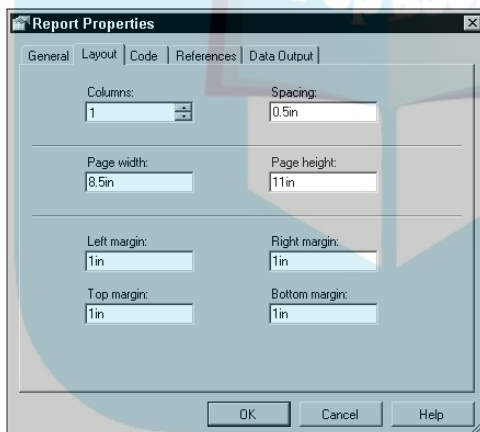 Report Properties
General Layout Code References Data Output
Columns: Spacing:
1 0.5in
Page width: Page height:
8.5in 11in
Left margin: Right margin:
1in 1in
Top margin: Bottom margin:
1in 1in
OK Cancel Help